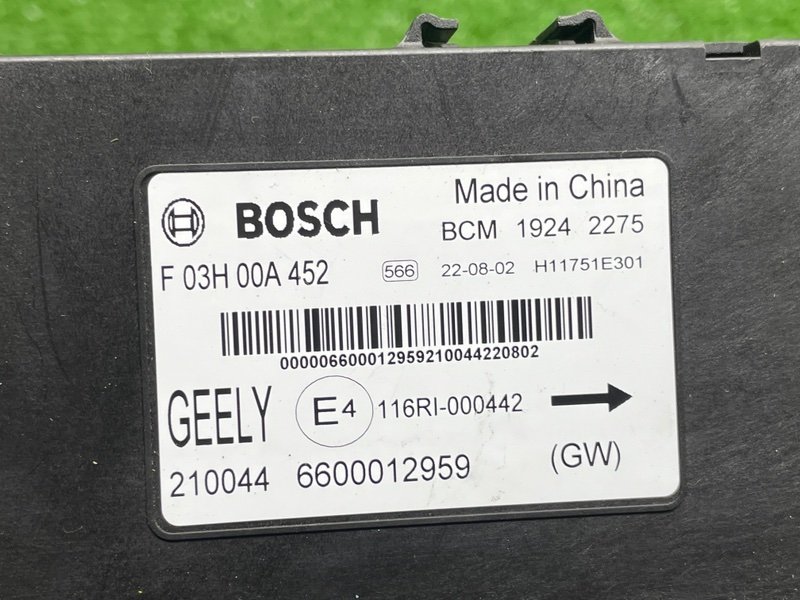 Made in China
BOSCH
BCM 1924 2275
F 03H 00A 452 566 22-08-02 H11751E301
000006600012959210044220802
GEELY E4 116RI-000442
210044 6600012959 (GW)